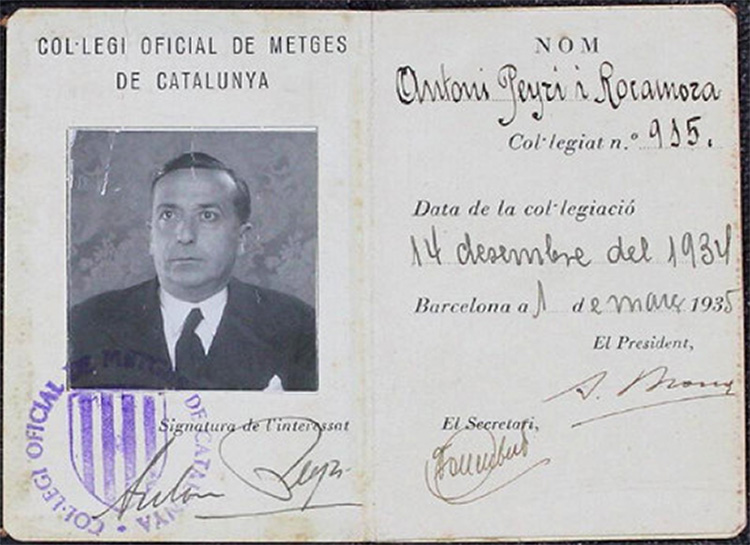 COL·LEGI OFICIAL DE METGES
DE CATALUNYA
Signatura de l'interessat
Antoni Peyri
COL·LEGI OFICIAL DE METGES DE CATALUNYA
NOM
Antoni Peyri i Rocamora
Col·legiat n.º 915.
Data de la col·legiació
14 desembre del 1934
Barcelona a 1 de març 1935
El President,
El Secretari,